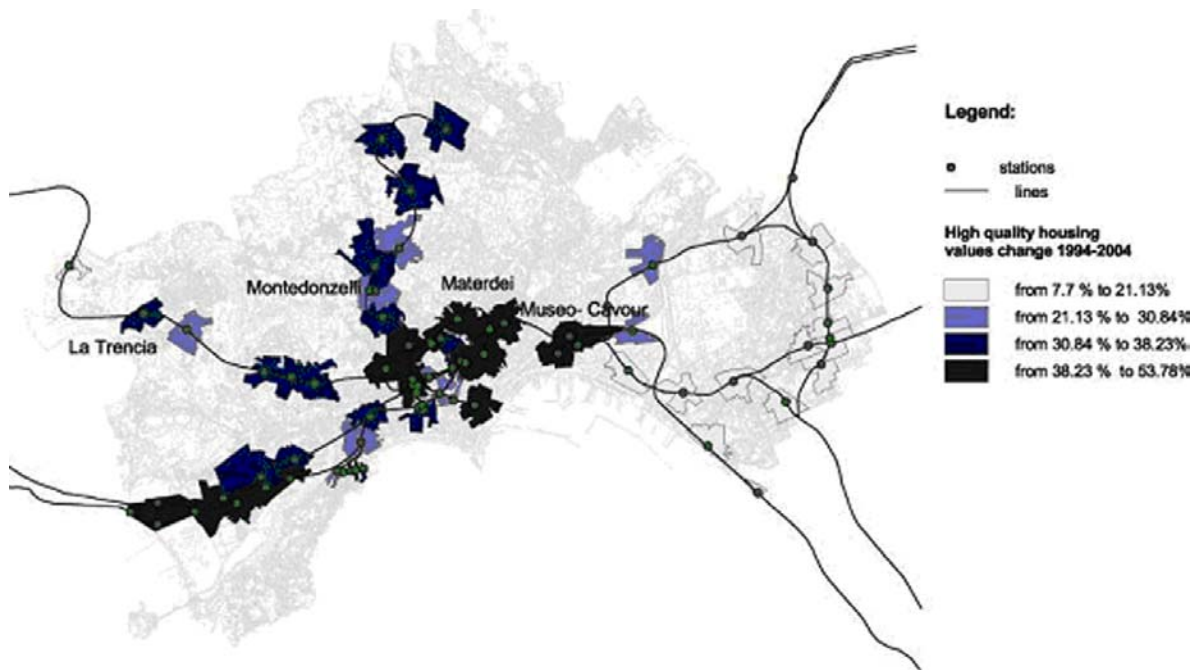 Montedonzelli
Materdei
Museo- Cavour
La Trencia
Legend:
stations
lines
High quality housing
values change 1994-2004
from 7.7 % to 21.13%
from 21.13 % to 30.84%
from 30.84 % to 38.23%
from 38.23 % to 53.78%